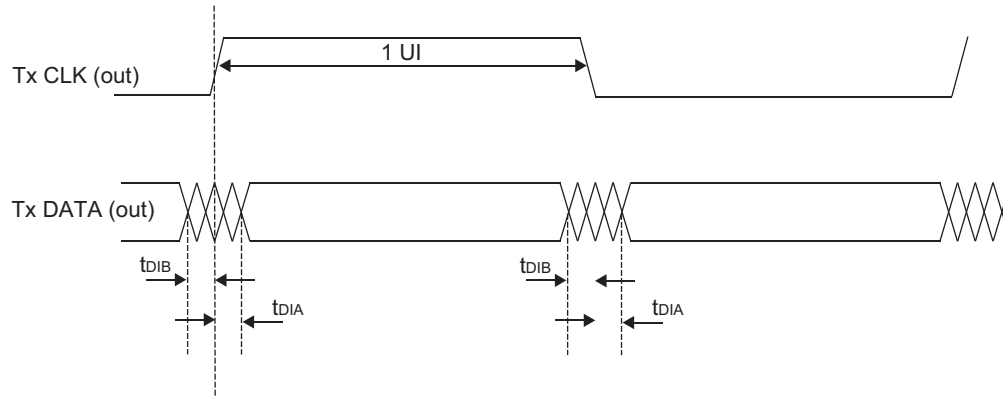 1 UI
Tx CLK (out)
Tx DATA (out)
tDIB
tDIB
tDIA
tDIA